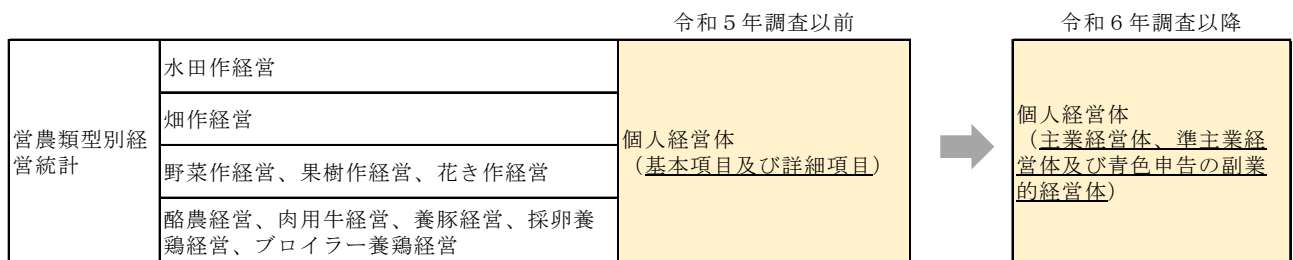 令和５年調査以前
令和６年調査以降
営農類型別経
営統計
水田作経営
畑作経営
野菜作経営、果樹作経営、花き作経営
酪農経営、肉用牛経営、養豚経営、採卵養
鶏経営、ブロイラー養鶏経営
個人経営体
（基本項目及び詳細項目）
個人経営体
（主業経営体、準主業経
営体及び青色申告の副業
的経営体）